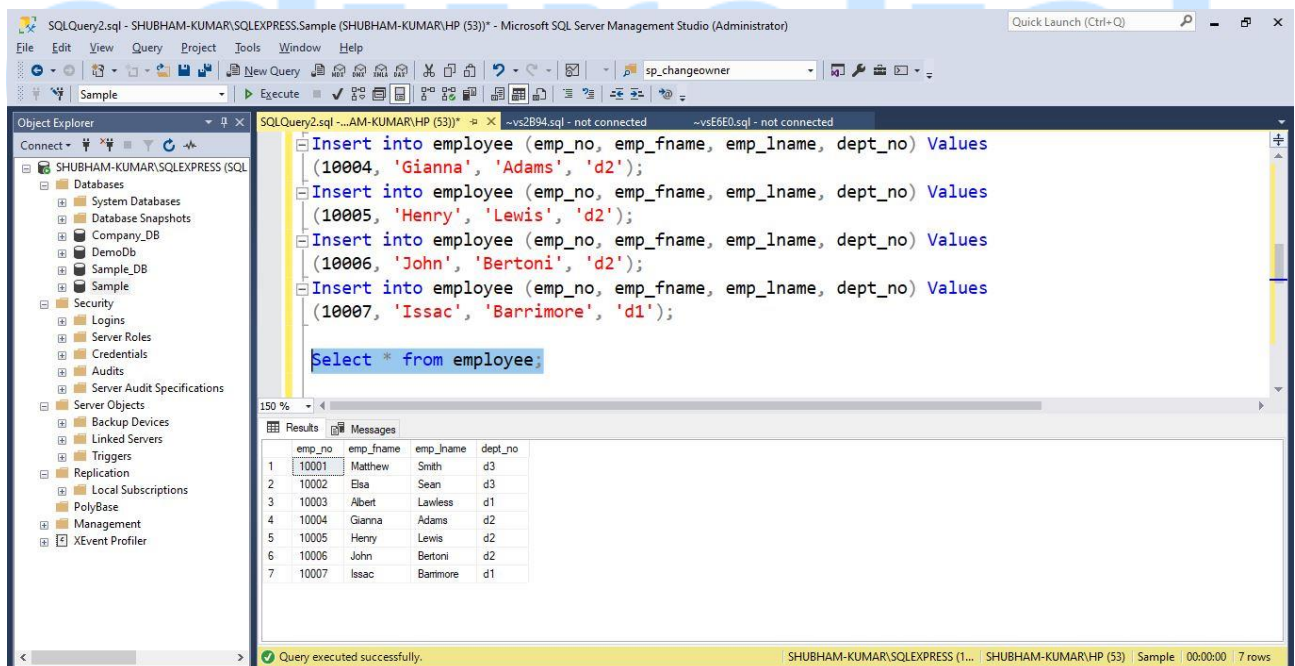 SQLQuery2.sql - SHUBHAM-KUMAR\SQLEXPRESS.Sample (SHUBHAM-KUMAR\HP (53))* - Microsoft SQL Server Management Studio (Administrator)
Quick Launch (Ctrl+Q)
File Edit View Query Project Tools Window Help
New Query MDX DMX XMLA DAX sp_changeowner
Sample Execute
Object Explorer
SQLQuery2.sql -...AM-KUMAR\HP (53))* ~vs2B94.sql - not connected ~vsE6E0.sql - not connected
Connect
SHUBHAM-KUMAR\SQLEXPRESS (SQL
Databases
System Databases
Database Snapshots
Company_DB
DemoDb
Sample_DB
Sample
Security
Logins
Server Roles
Credentials
Audits
Server Audit Specifications
Server Objects
Backup Devices
Linked Servers
Triggers
Replication
Local Subscriptions
PolyBase
Management
XEvent Profiler
Insert into employee (emp_no, emp_fname, emp_lname, dept_no) Values
(10004, 'Gianna', 'Adams', 'd2');
Insert into employee (emp_no, emp_fname, emp_lname, dept_no) Values
(10005, 'Henry', 'Lewis', 'd2');
Insert into employee (emp_no, emp_fname, emp_lname, dept_no) Values
(10006, 'John', 'Bertoni', 'd2');
Insert into employee (emp_no, emp_fname, emp_lname, dept_no) Values
(10007, 'Issac', 'Barrimore', 'd1');
Select * from employee;
150 %
Results Messages
emp_no emp_fname emp_lname dept_no
1 10001 Matthew Smith d3
2 10002 Elsa Sean d3
3 10003 Albert Lawless d1
4 10004 Gianna Adams d2
5 10005 Henry Lewis d2
6 10006 John Bertoni d2
7 10007 Issac Barrimore d1
Query executed successfully.
SHUBHAM-KUMAR\SQLEXPRESS (1... SHUBHAM-KUMAR\HP (53) Sample 00:00:00 7 rows